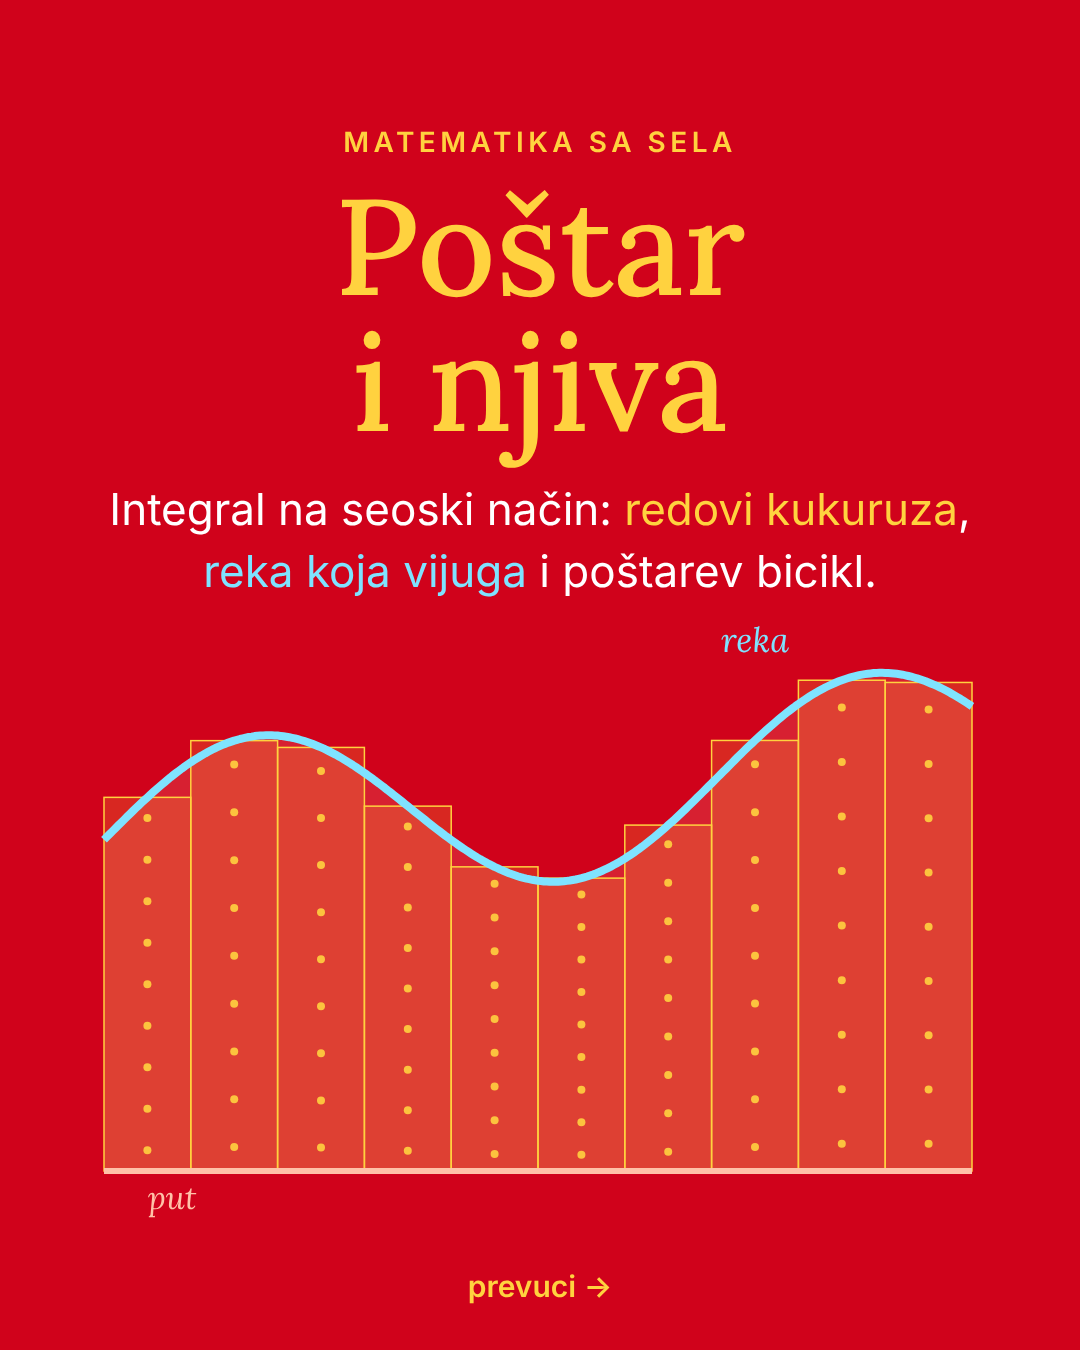 MATEMATIKA SA SELA
Poštar
i njiva
Integral na seoski način: redovi kukuruza,
reka koja vijuga i poštarev bicikl.
reka
put
prevuci →